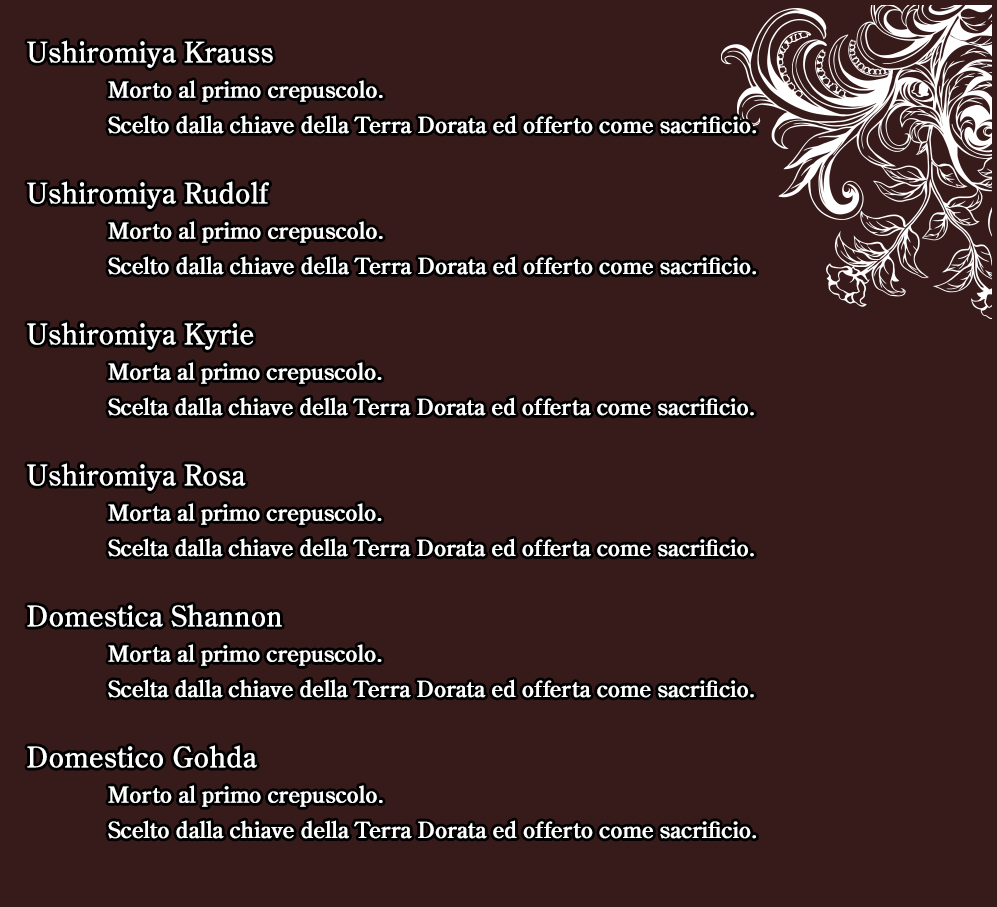 Ushiromiya Krauss
Morto al primo crepuscolo.
Scelto dalla chiave della Terra Dorata ed offerto come sacrificio.
Ushiromiya Rudolf
Morto al primo crepuscolo.
Scelto dalla chiave della Terra Dorata ed offerto come sacrificio.
Ushiromiya Kyrie
Morta al primo crepuscolo.
Scelta dalla chiave della Terra Dorata ed offerta come sacrificio.
Ushiromiya Rosa
Morta al primo crepuscolo.
Scelta dalla chiave della Terra Dorata ed offerta come sacrificio.
Domestica Shannon
Morta al primo crepuscolo.
Scelta dalla chiave della Terra Dorata ed offerta come sacrificio.
Domestico Gohda
Morto al primo crepuscolo.
Scelto dalla chiave della Terra Dorata ed offerto come sacrificio.